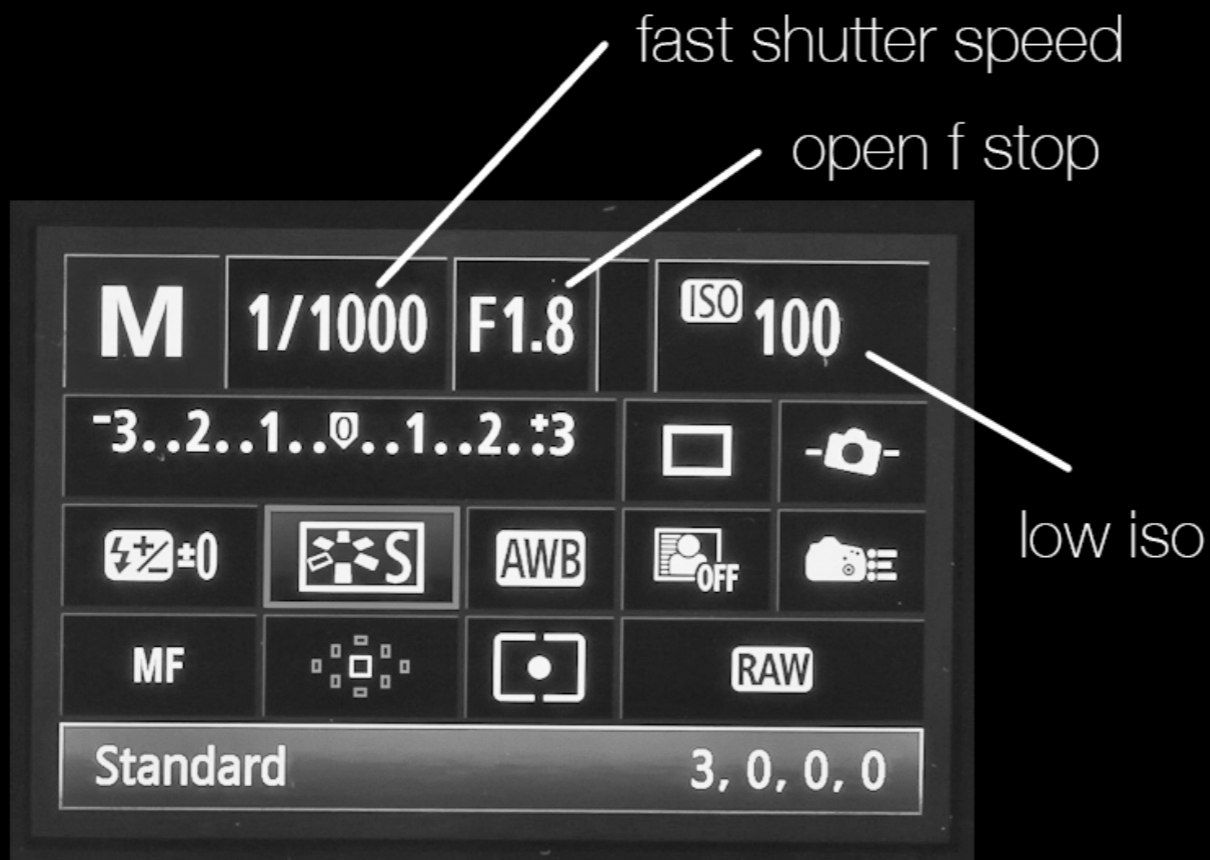 fast shutter speed
open f stop
M 1/1000 F1.8 ISO 100
-3..2..1..0..1..2.:+3
±0 S AWB OFF
low iso
MF RAW
Standard 3, 0, 0, 0